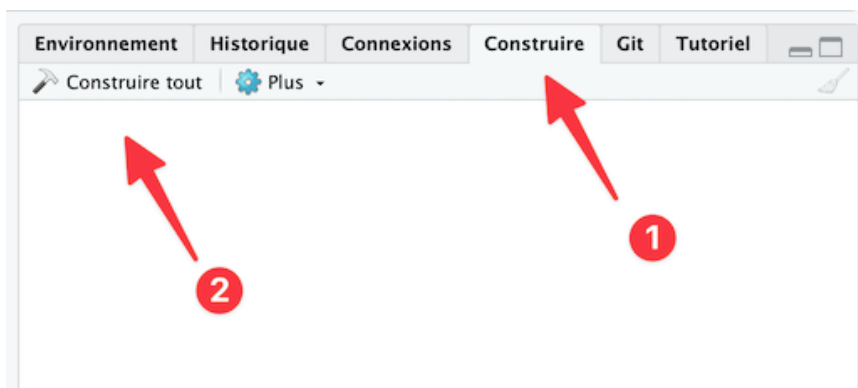 Environnement Historique Connexions Construire Git Tutoriel
Construire tout Plus
1
2